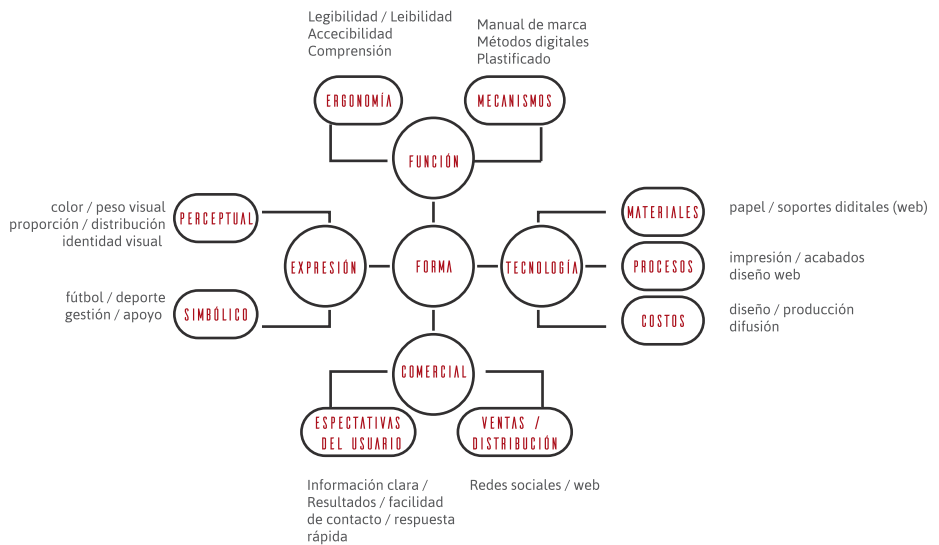 Legibilidad / Leibilidad
Accecibilidad
Comprensión
Manual de marca
Métodos digitales
Plastificado
ERGONOMÍA
MECANISMOS
FUNCIÓN
color / peso visual
proporción / distribución
identidad visual
PERCEPTUAL
fútbol / deporte
gestión / apoyo
SIMBÓLICO
EXPRESIÓN
FORMA
TECNOLOGÍA
MATERIALES
papel / soportes diditales (web)
PROCESOS
impresión / acabados
diseño web
COSTOS
diseño / producción
difusión
COMERCIAL
ESPECTATIVAS
DEL USUARIO
VENTAS /
DISTRIBUCIÓN
Información clara /
Resultados / facilidad
de contacto / respuesta
rápida
Redes sociales / web